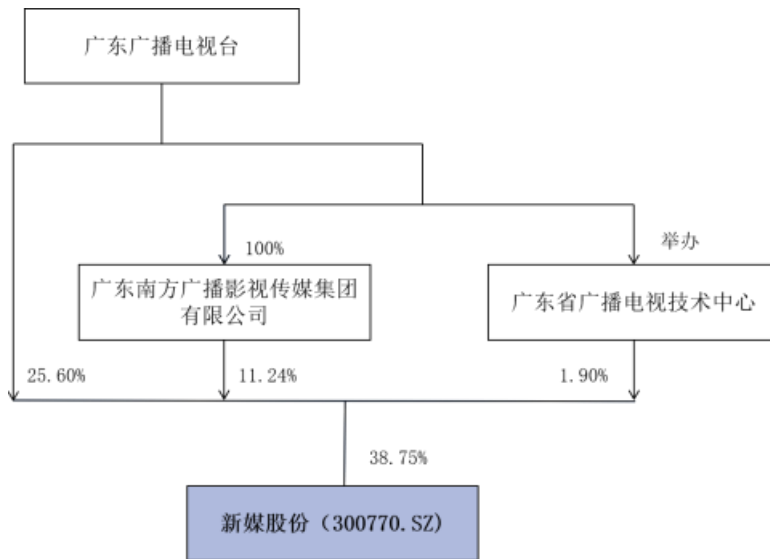 广东广播电视台
100%
举办
广东南方广播影视传媒集团
有限公司
广东省广播电视技术中心
25.60%
11.24%
1.90%
38.75%
新媒股份（300770.SZ)